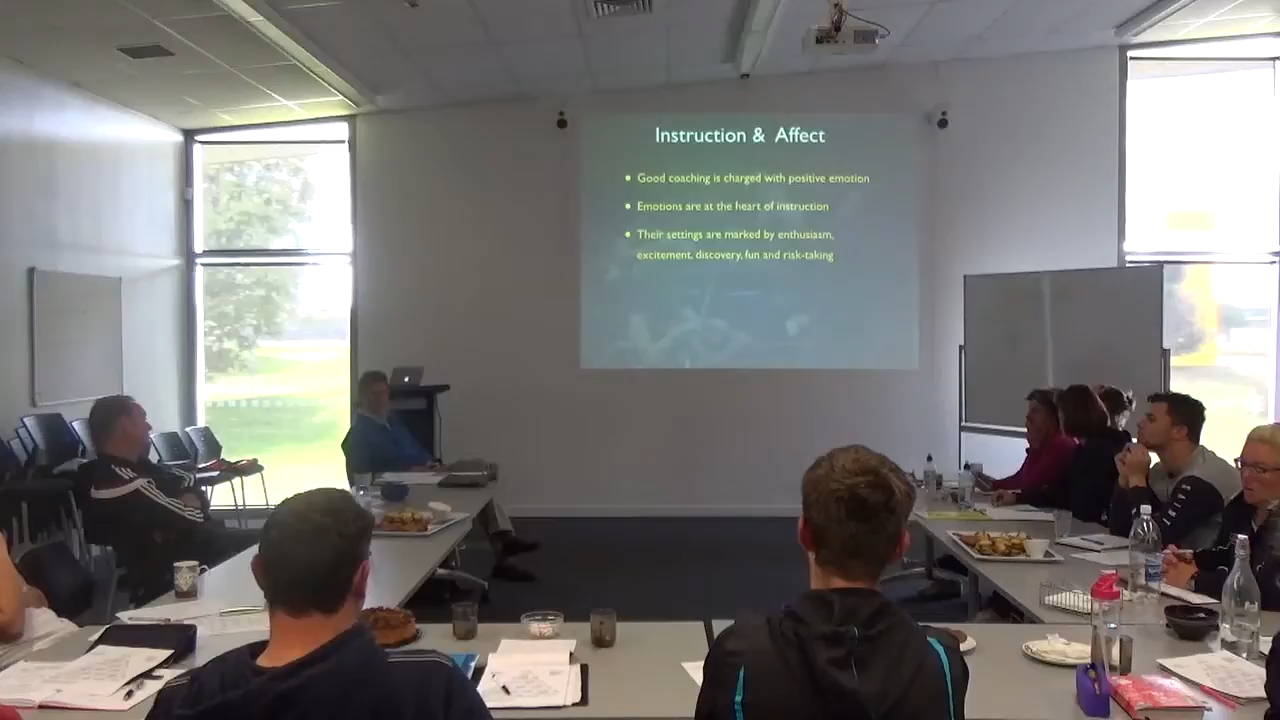 Instruction & Affect
• Good coaching is charged with positive emotion
• Emotions are at the heart of instruction
• Their settings are marked by enthusiasm,
excitement, discovery, fun and risk-taking